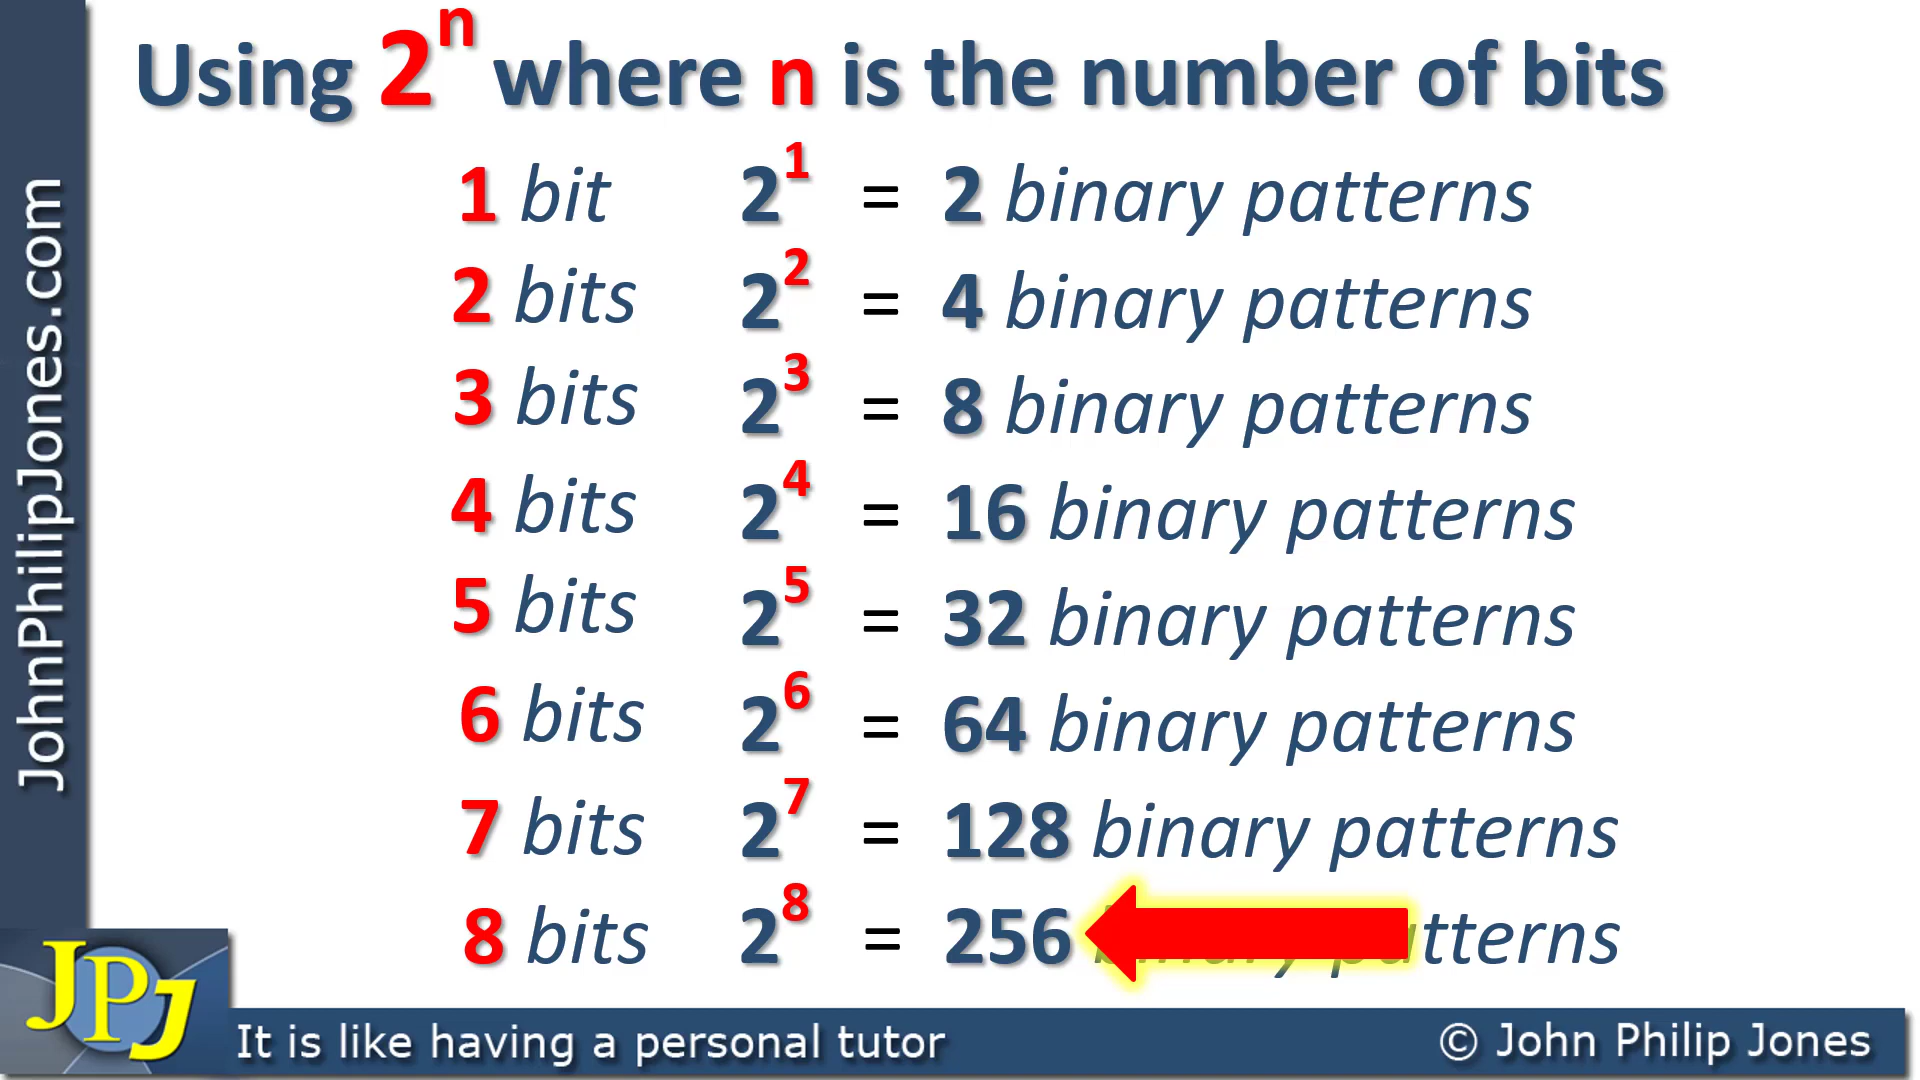 Using 2ⁿ where n is the number of bits
1 bit 2¹ = 2 binary patterns
2 bits 2² = 4 binary patterns
3 bits 2³ = 8 binary patterns
4 bits 2⁴ = 16 binary patterns
5 bits 2⁵ = 32 binary patterns
6 bits 2⁶ = 64 binary patterns
7 bits 2⁷ = 128 binary patterns
8 bits 2⁸ = 256 binary patterns
JohnPhilipJones.com
JPJ
It is like having a personal tutor
© John Philip Jones